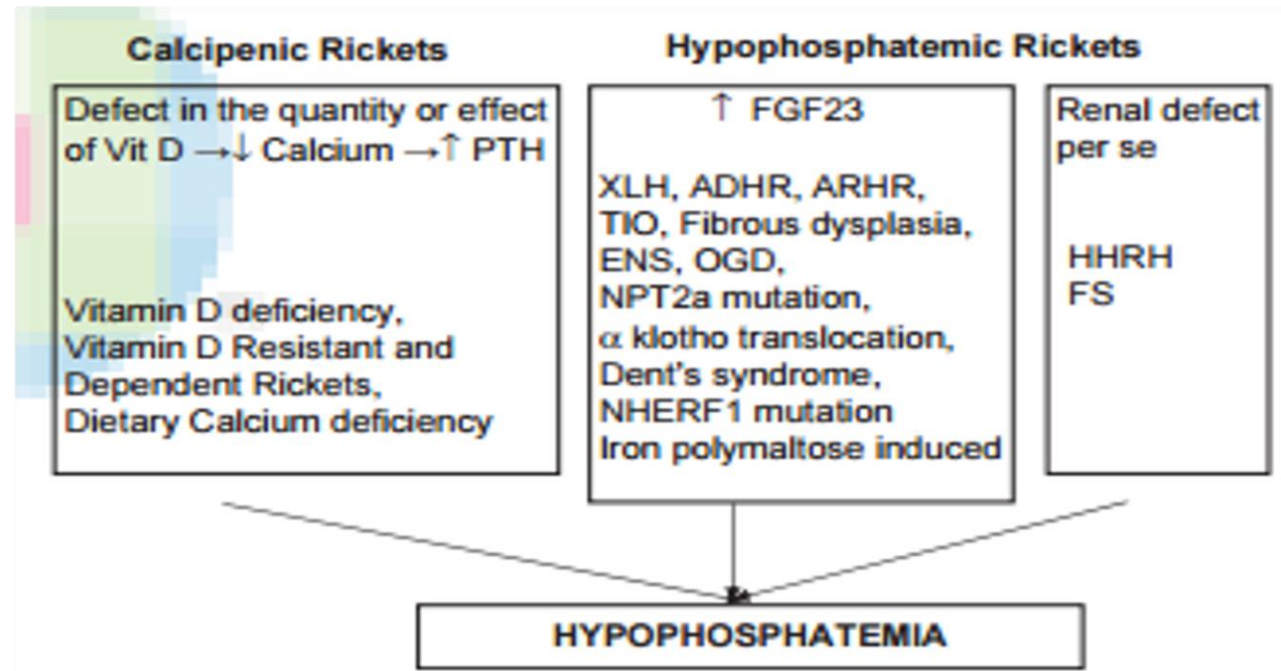 Calcipenic Rickets
Defect in the quantity or effect
of Vit D →↓ Calcium →↑ PTH
Vitamin D deficiency,
Vitamin D Resistant and
Dependent Rickets,
Dietary Calcium deficiency
Hypophosphatemic Rickets
↑ FGF23
XLH, ADHR, ARHR,
TIO, Fibrous dysplasia,
ENS, OGD,
NPT2a mutation,
α klotho translocation,
Dent's syndrome,
NHERF1 mutation
Iron polymaltose induced
Renal defect
per se
HHRH
FS
HYPOPHOSPHATEMIA